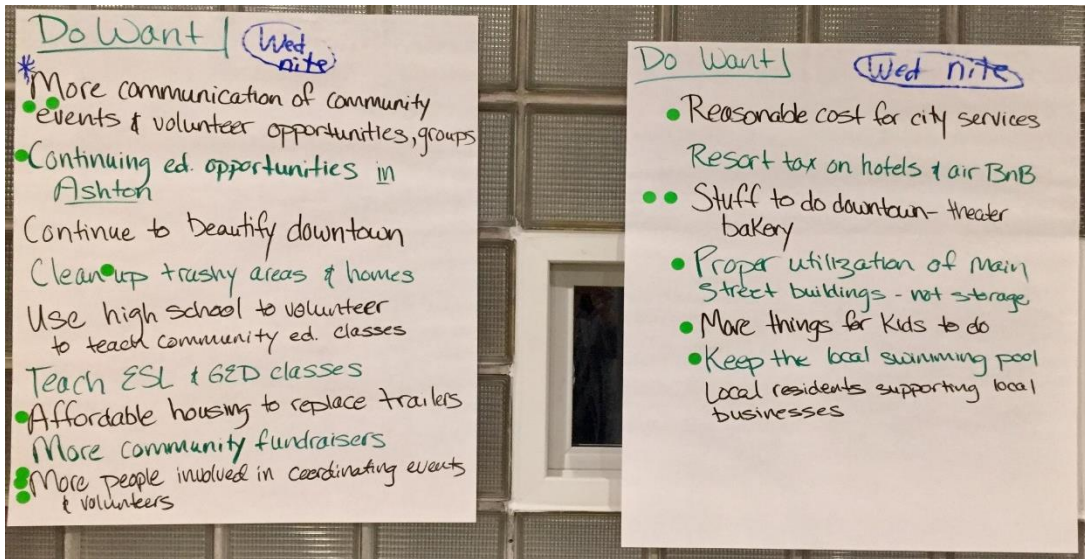 Do Want!
Wed
nite
* More communication of community
events & volunteer opportunities, groups
Continuing ed. opportunities in
Ashton
Continue to beautify downtown
Clean up trashy areas & homes
Use high school to volunteer
to teach community ed. classes
Teach ESL & GED classes
Affordable housing to replace trailers
More community fundraisers
More people involved in coordinating events
& volunteers
Do Want!
Wed nite
Reasonable cost for city services
Resort tax on hotels & air BnB
Stuff to do downtown - theater
bakery
Proper utilization of main
street buildings - not storage
More things for kids to do
Keep the local swimming pool
Local residents supporting local
businesses